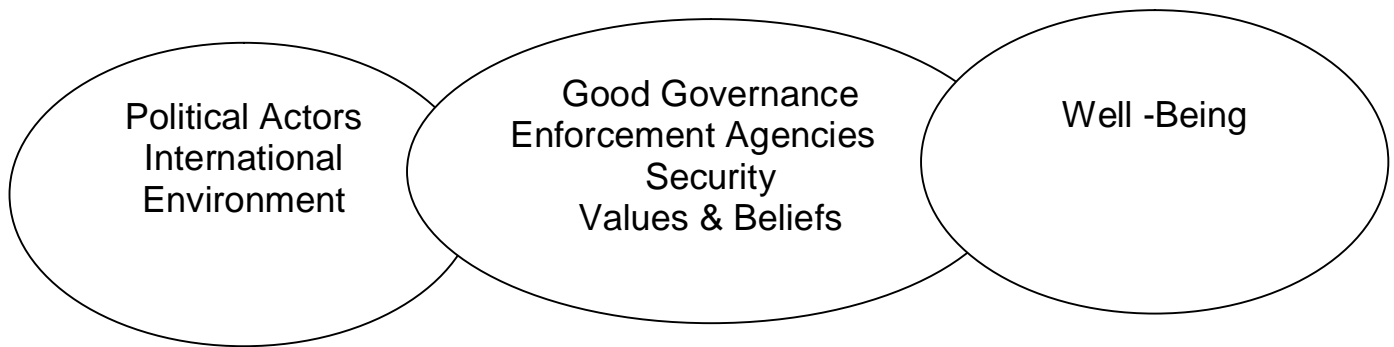 Political Actors
International
Environment
Good Governance
Enforcement Agencies
Security
Values & Beliefs
Well -Being